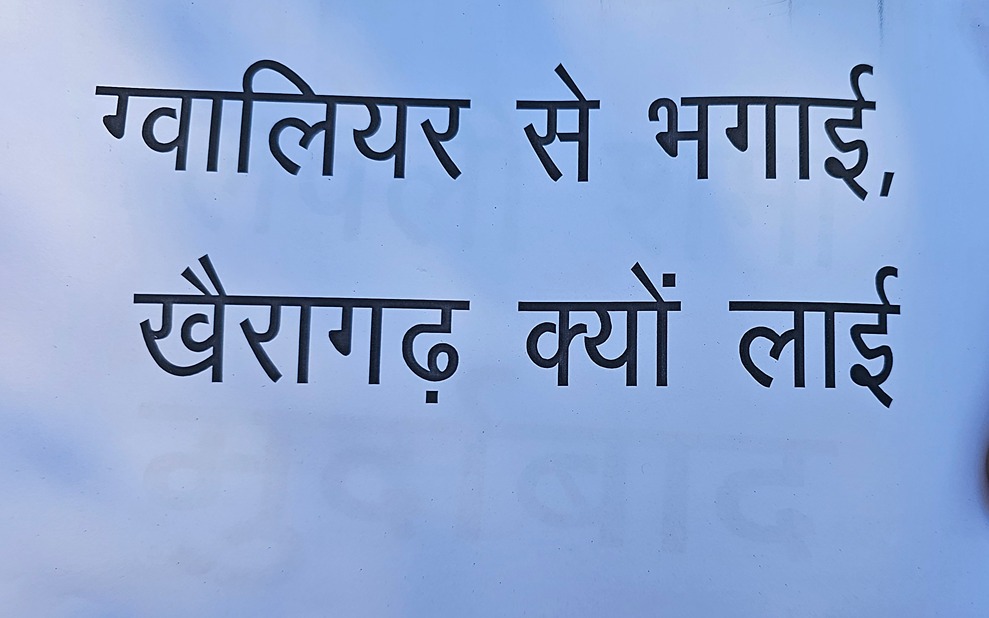 ग्वालियर से भगाई,
खैरागढ़ क्यों लाई